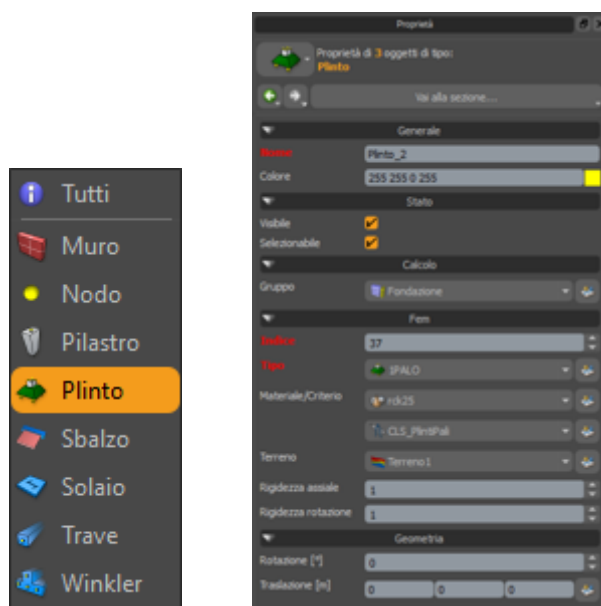 Tutti
Muro
Nodo
Pilastro
Plinto
Sbalzo
Solaio
Trave
Winkler
Proprietà
Proprietà di 3 oggetti di tipo:
Plinto
Vai alla sezione...
Generale
Nome Plinto_2
Colore 255 255 0 255
Stato
Visibile
Selezionabile
Calcolo
Gruppo Fondazione
Fem
Indice 37
Tipo 1PALO
Materiale/Criterio rck25
CLS_PlintiPali
Terreno Terreno1
Rigidezza assiale 1
Rigidezza rotazione 1
Geometria
Rotazione [°] 0
Traslazione [m] 0 0 0